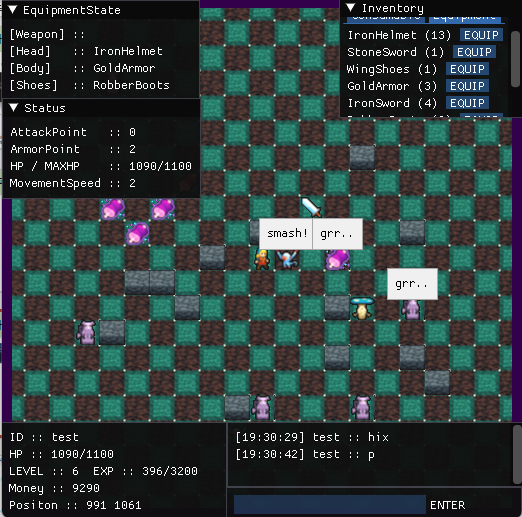 ▼ EquipmentState
[Weapon] ::
[Head] :: IronHelmet
[Body] :: GoldArmor
[Shoes] :: RobberBoots
▼ Status
AttackPoint :: 0
ArmorPoint :: 2
HP / MAXHP :: 1090/1100
MovementSpeed :: 2
▼ Inventory
Consumable Equipment
IronHelmet (13) EQUIP
StoneSword (1) EQUIP
WingShoes (1) EQUIP
GoldArmor (3) EQUIP
IronSword (4) EQUIP
smash! grr..
grr..
ID :: test
HP :: 1090/1100
LEVEL :: 6 EXP :: 396/3200
Money :: 9290
Positon :: 991 1061
[19:30:29] test :: hix
[19:30:42] test :: p
ENTER